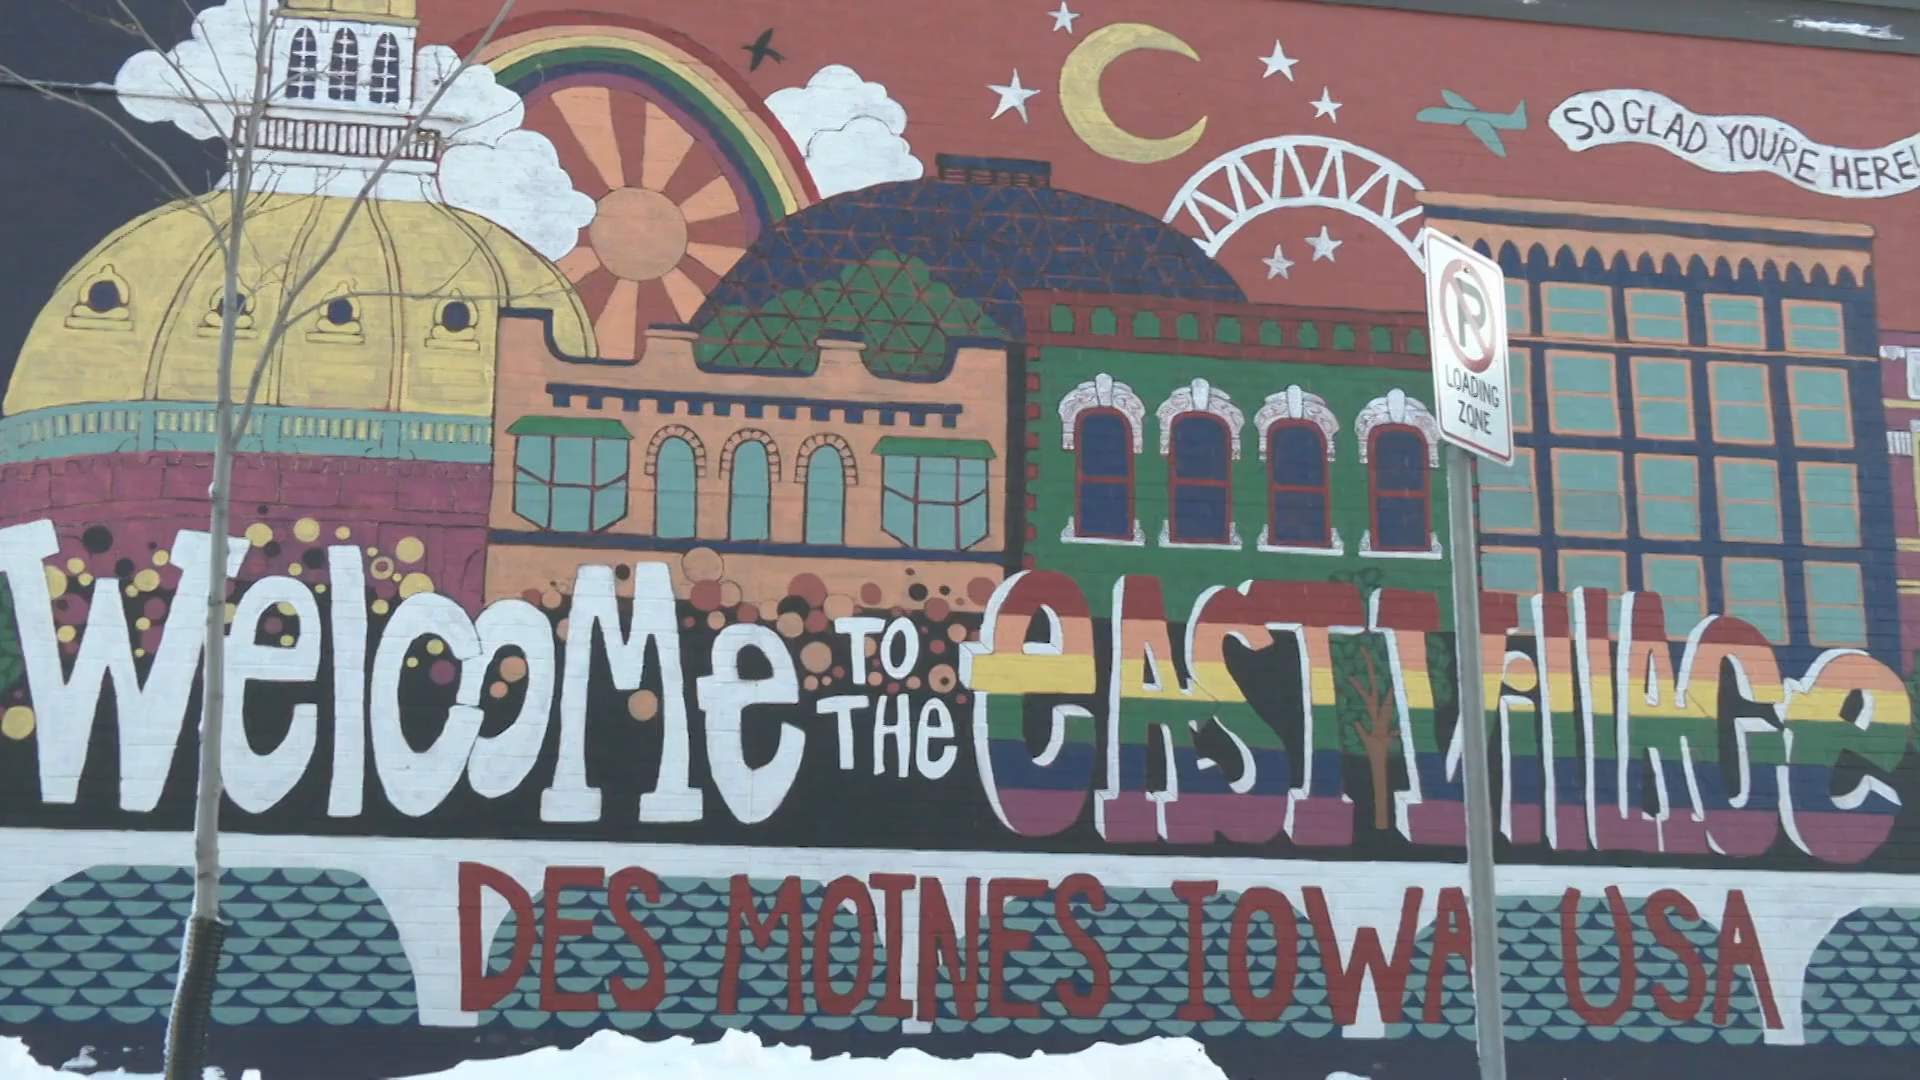 SO GLAD YOU'RE HERE!
P
LOADING
ZONE
WelcoMe TO THE eAST VillAGe
DES MOINES IOWA USA